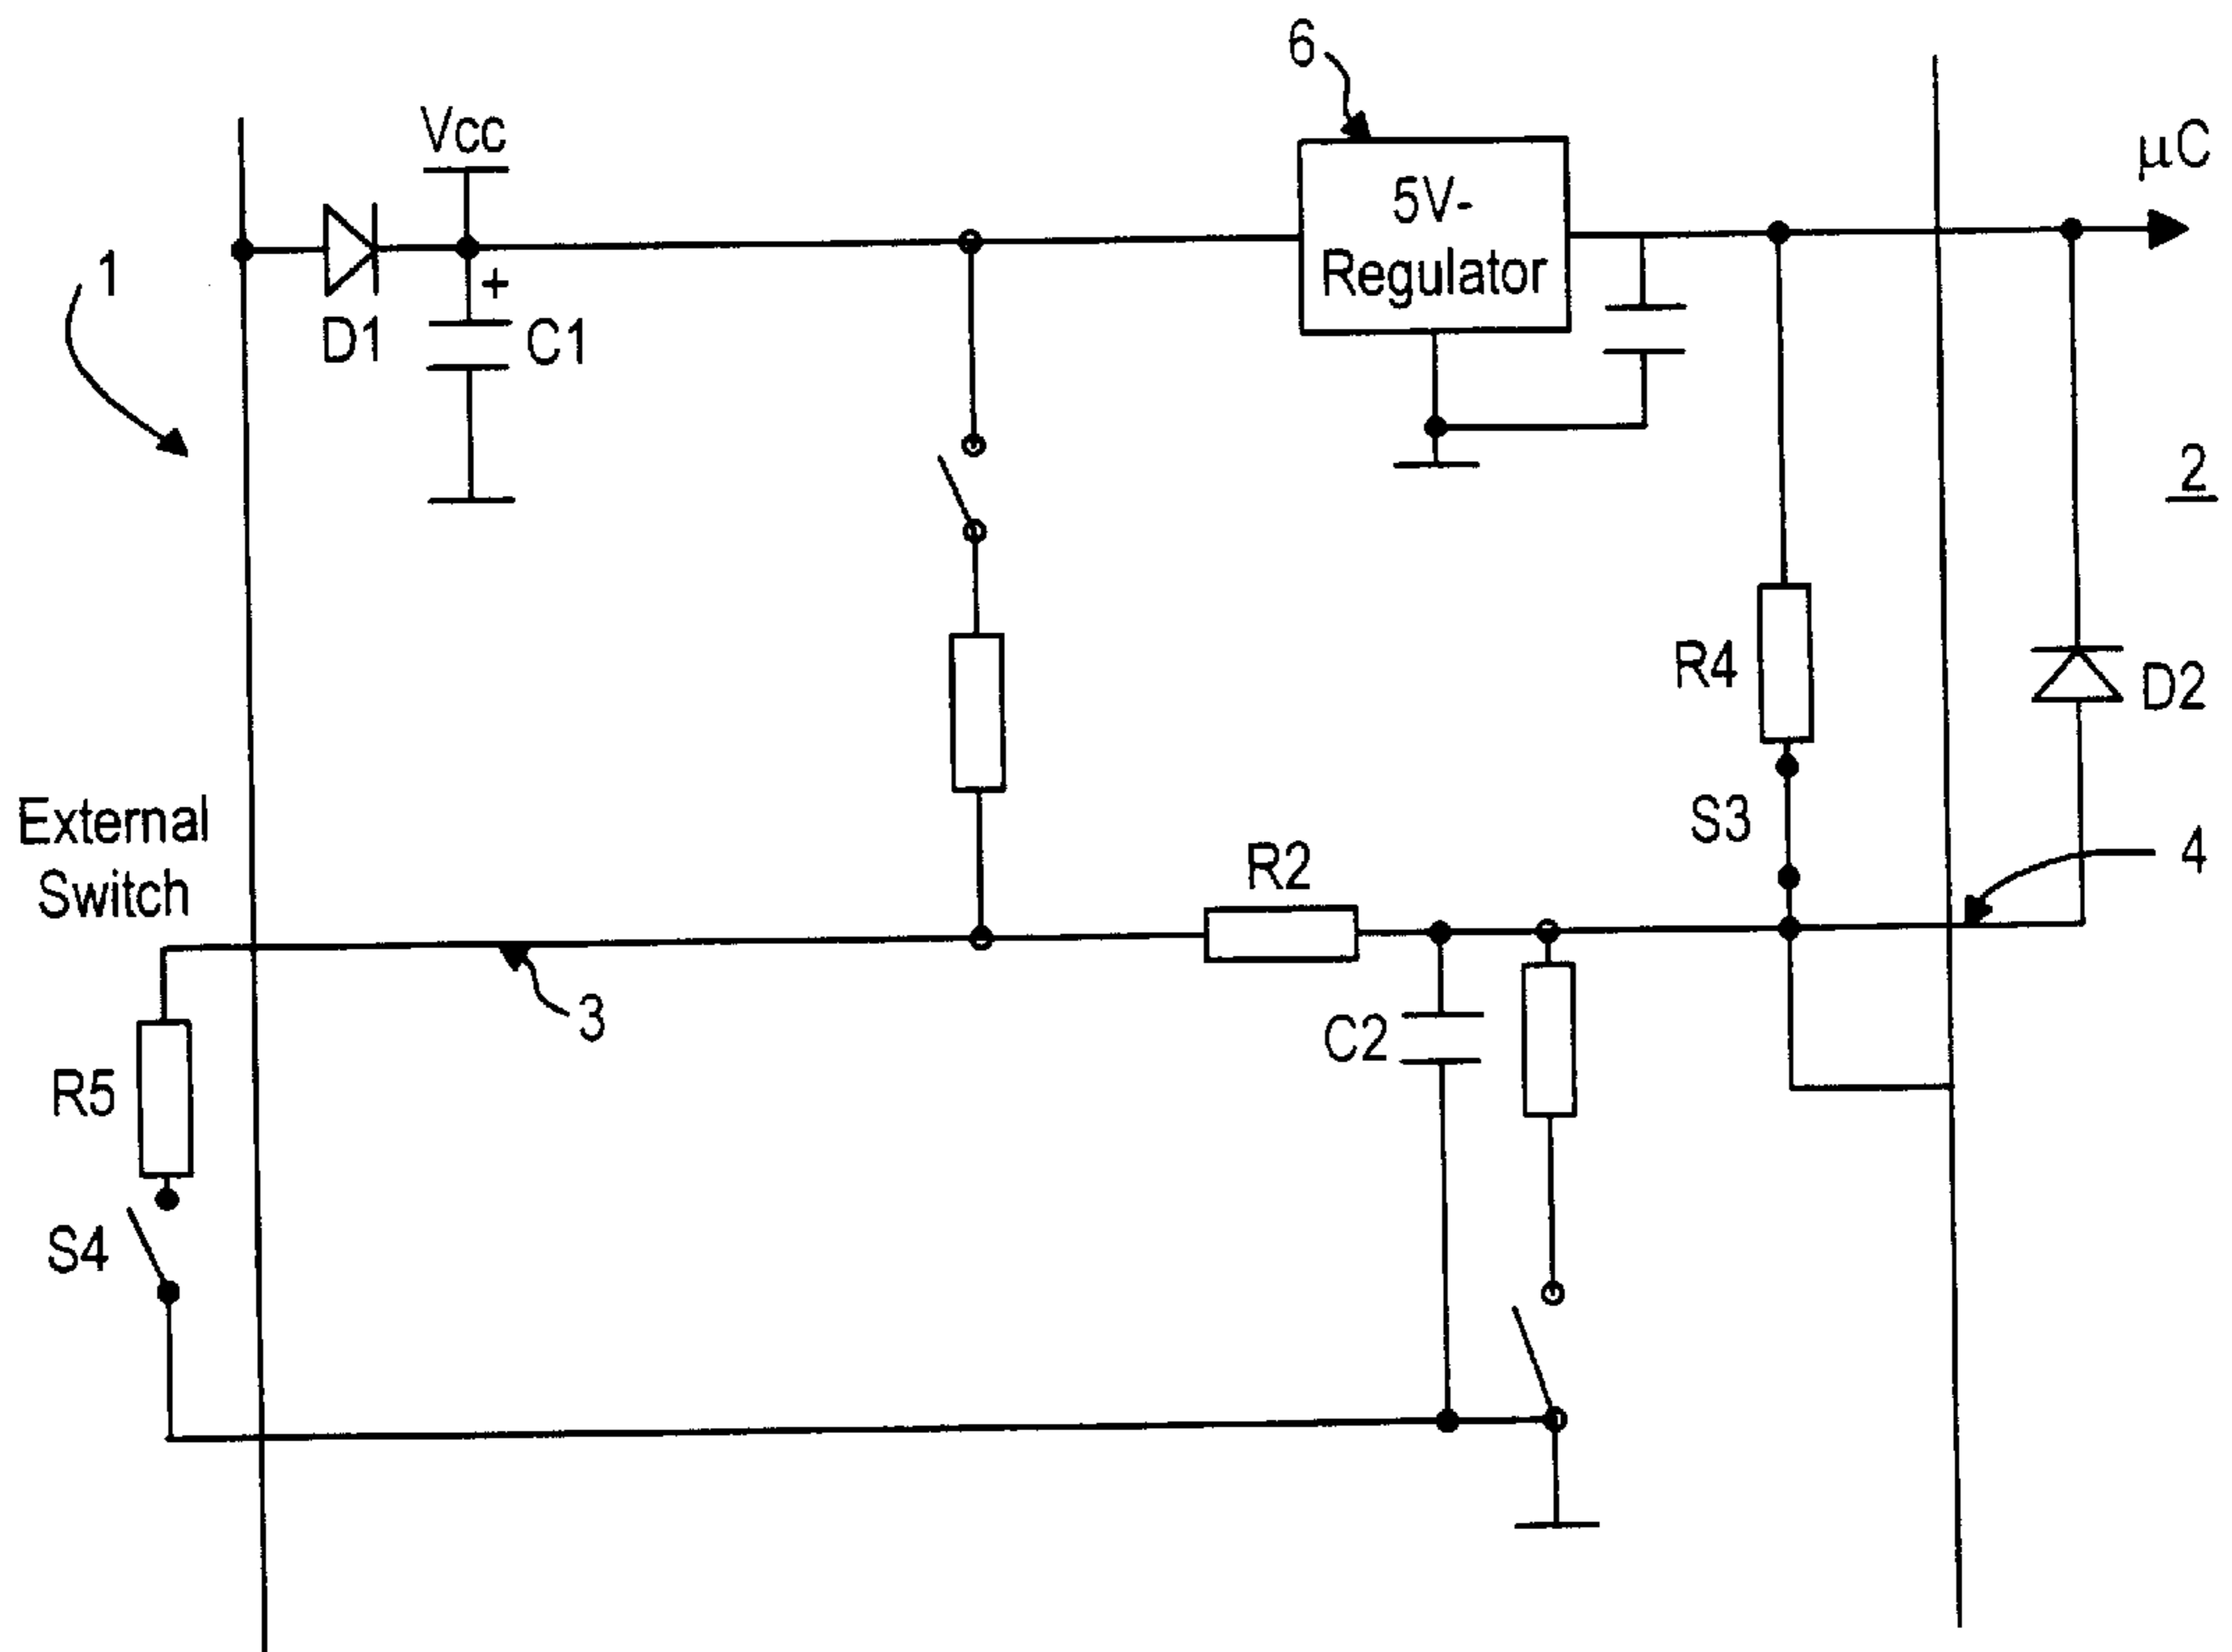 6
Vcc
µC
5V-
Regulator
1
+
D1
C1
2
R4
D2
External
Switch
S3
R2
4
3
C2
R5
S4